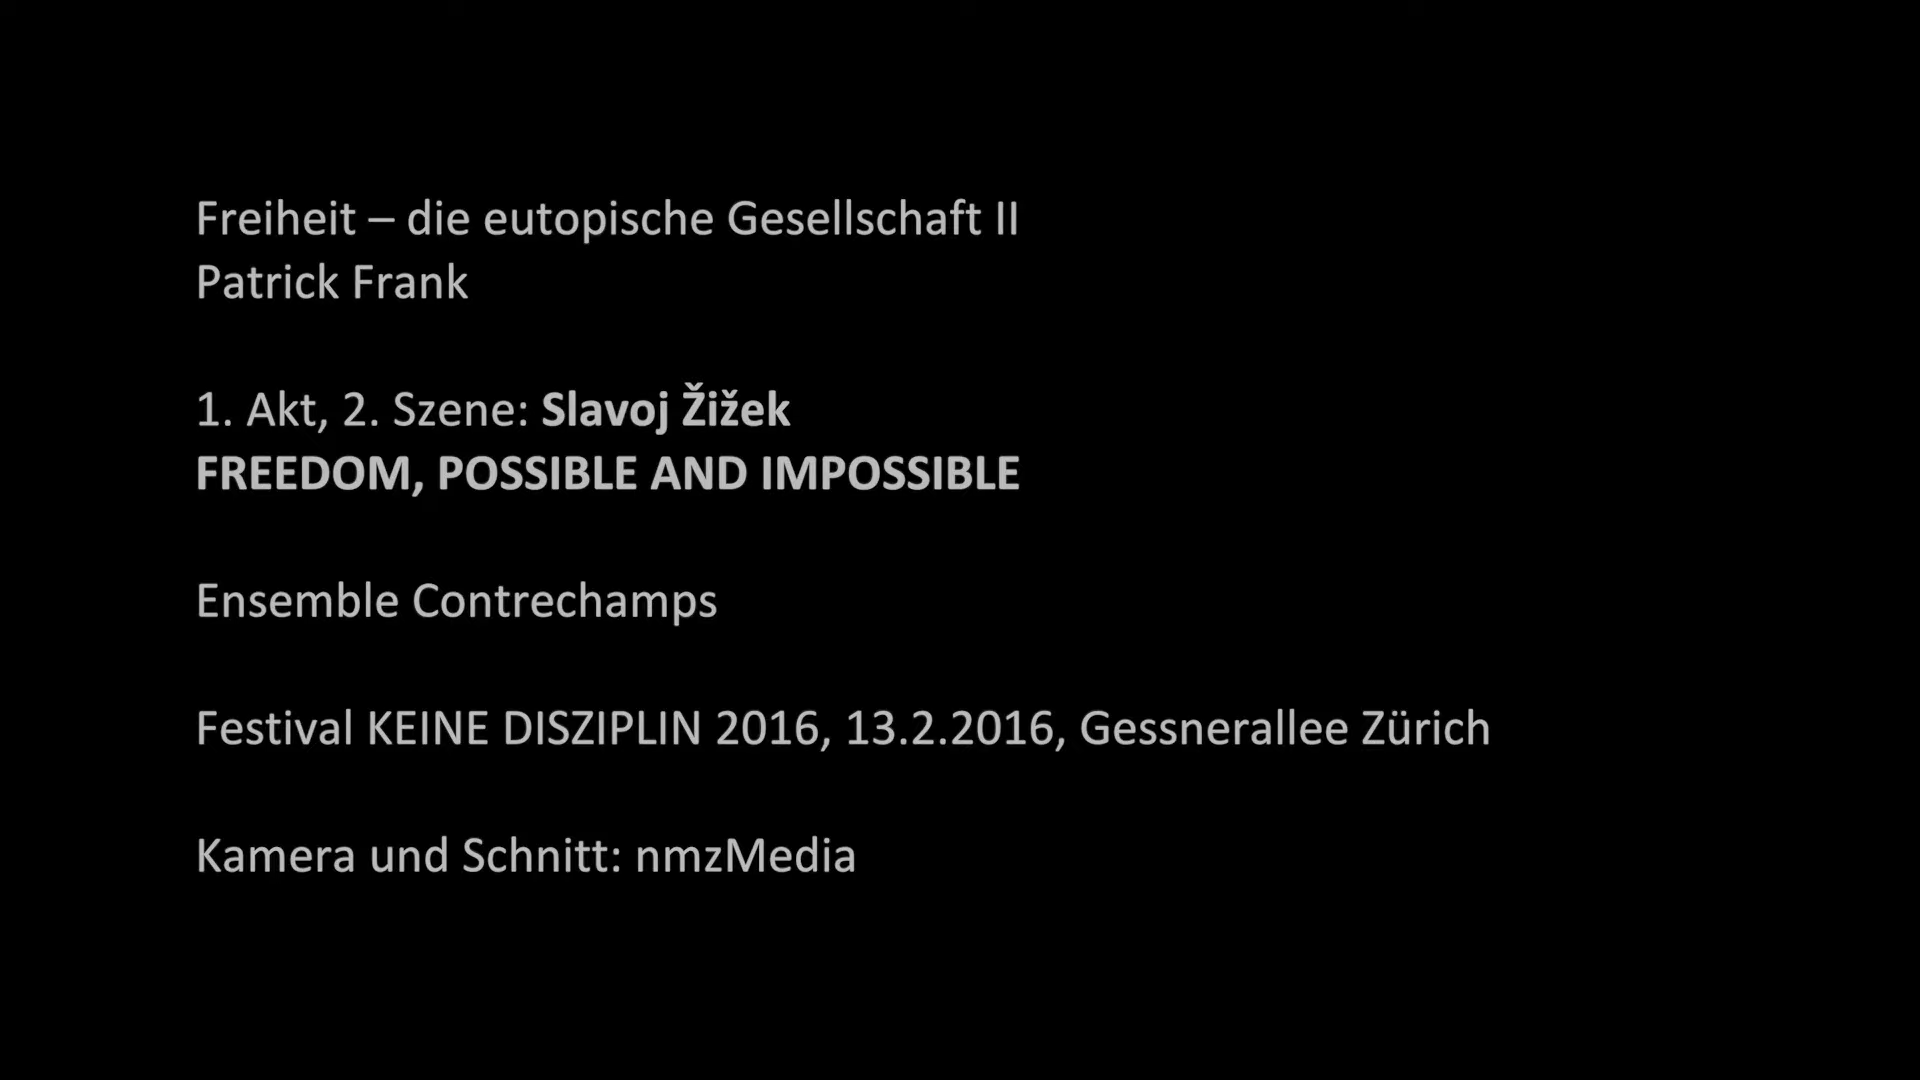 Freiheit – die eutopische Gesellschaft II
Patrick Frank
1. Akt, 2. Szene: Slavoj Žižek
FREEDOM, POSSIBLE AND IMPOSSIBLE
Ensemble Contrechamps
Festival KEINE DISZIPLIN 2016, 13.2.2016, Gessnerallee Zürich
Kamera und Schnitt: nmzMedia